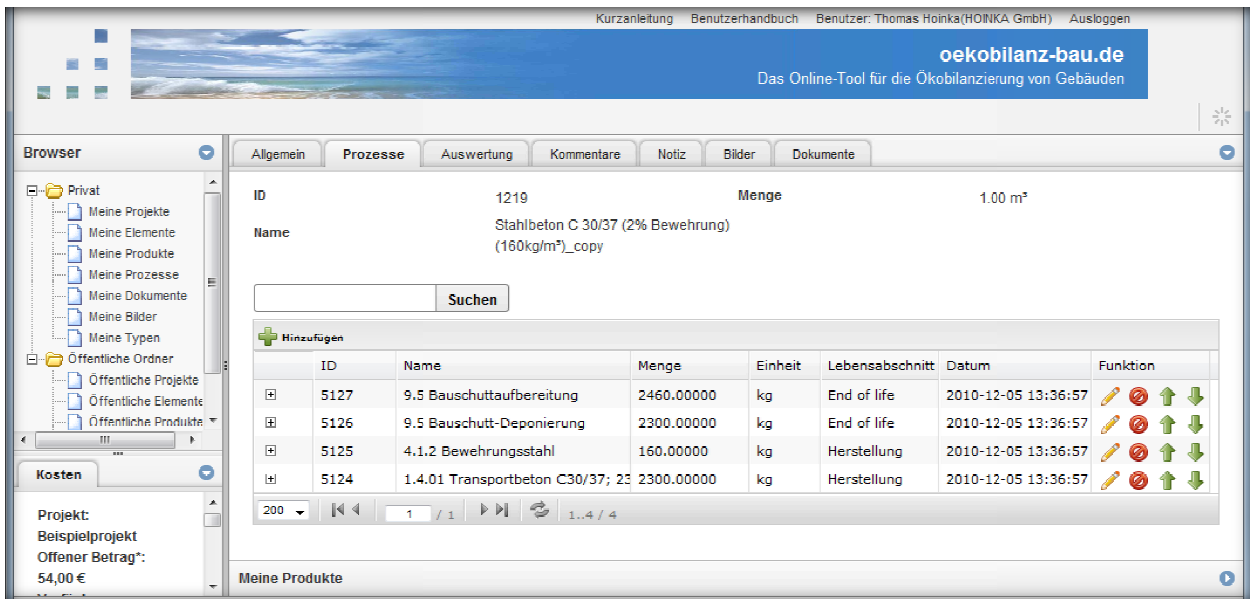 Kurzanleitung Benutzerhandbuch Benutzer: Thomas Hoinka(HOINKA GmbH) Ausloggen
oekobilanz-bau.de
Das Online-Tool für die Ökobilanzierung von Gebäuden
Browser
Privat
Meine Projekte
Meine Elemente
Meine Produkte
Meine Prozesse
Meine Dokumente
Meine Bilder
Meine Typen
Öffentliche Ordner
Öffentliche Projekte
Öffentliche Elemente
Öffentliche Produkte
Kosten
Projekt:
Beispielprojekt
Offener Betrag*:
54,00 €
Allgemein Prozesse Auswertung Kommentare Notiz Bilder Dokumente
ID 1219 Menge 1.00 m³
Name Stahlbeton C 30/37 (2% Bewehrung)
(160kg/m³)_copy
Suchen
Hinzufügen
ID Name Menge Einheit Lebensabschnitt Datum Funktion
5127 9.5 Bauschuttaufbereitung 2460.00000 kg End of life 2010-12-05 13:36:57
5126 9.5 Bauschutt-Deponierung 2300.00000 kg End of life 2010-12-05 13:36:57
5125 4.1.2 Bewehrungsstahl 160.00000 kg Herstellung 2010-12-05 13:36:57
5124 1.4.01 Transportbeton C30/37; 23 2300.00000 kg Herstellung 2010-12-05 13:36:57
200 1 / 1 1..4 / 4
Meine Produkte